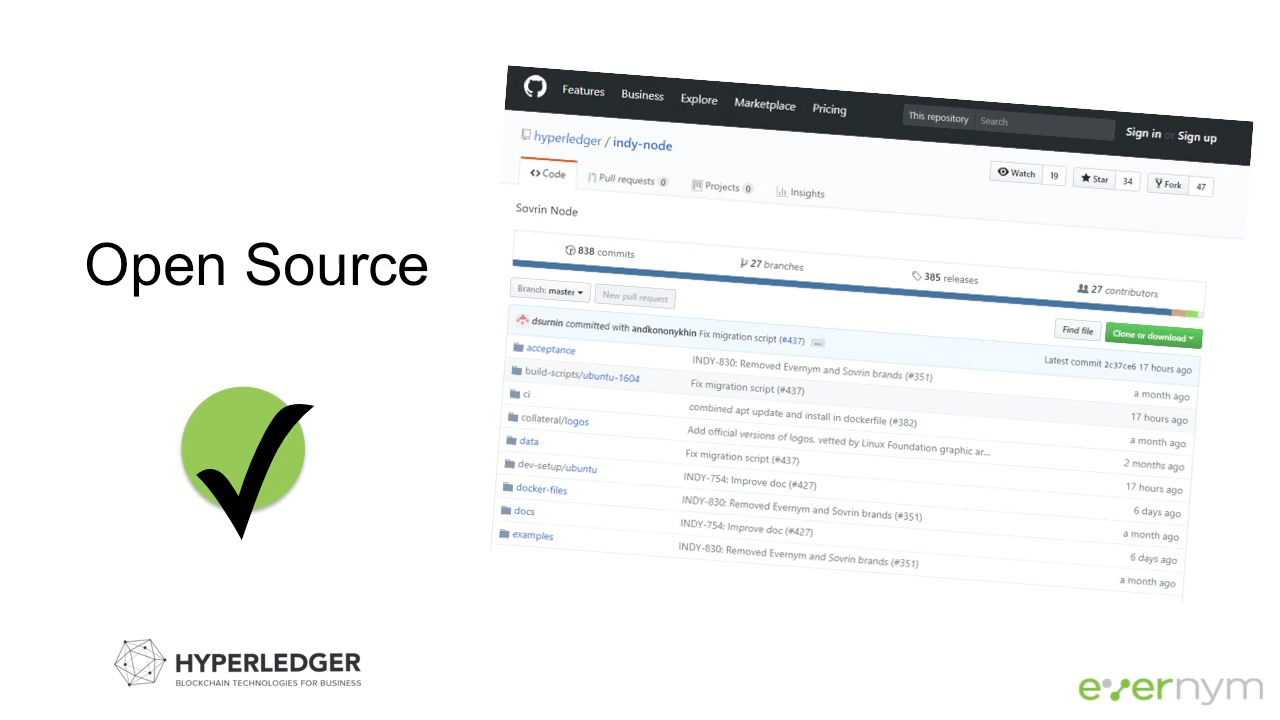 Features Business Explore Marketplace Pricing This repository Search Sign in or Sign up
hyperledger / indy-node
Watch 19 Star 34 Fork 47
Code Pull requests 0 Projects 0 Insights
Sovrin Node
838 commits 27 branches 385 releases 27 contributors
Branch: master New pull request Find file Clone or download
dsurnin committed with andkononykhin Fix migration script (#437) ... Latest commit 2c37ce6 17 hours ago
acceptance INDY-830: Removed Evernym and Sovrin brands (#351) a month ago
build-scripts/ubuntu-1604 Fix migration script (#437) 17 hours ago
ci combined apt update and install in dockerfile (#382) a month ago
collateral/logos Add official versions of logos, vetted by Linux Foundation graphic ar... 2 months ago
data Fix migration script (#437) 17 hours ago
dev-setup/ubuntu INDY-754: Improve doc (#427) 6 days ago
docker-files INDY-830: Removed Evernym and Sovrin brands (#351) a month ago
docs INDY-754: Improve doc (#427) 6 days ago
examples INDY-830: Removed Evernym and Sovrin brands (#351) a month ago
Open Source
HYPERLEDGER
BLOCKCHAIN TECHNOLOGIES FOR BUSINESS
evernym